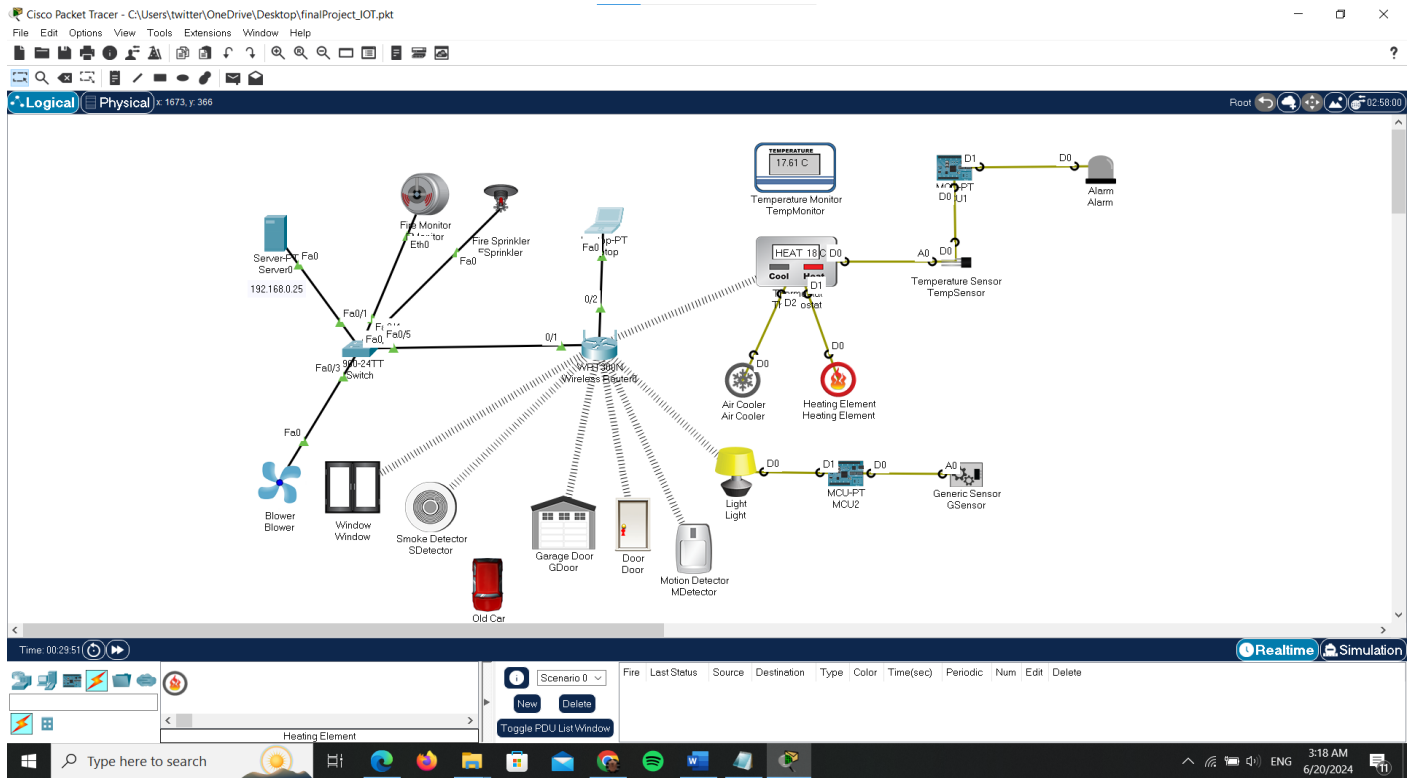 Cisco Packet Tracer - C:\Users\twitter\OneDrive\Desktop\finalProject_IOT.pkt
File Edit Options View Tools Extensions Window Help
?
Logical Physical x: 1673, y: 366
Root 02:58:00
TEMPERATURE
17.61 C
Temperature Monitor
TempMonitor
D1
D0
D0
Alarm
Alarm
Fire Monitor
Eth0
Fire Sprinkler
Fa0
Server-PT
Server0
Fa0
192.168.0.25
Fa0
HEAT 18 C
D0
Cool Heat
D1
D2
A0
D0
Temperature Sensor
TempSensor
0/2
Fa0/1
Fa0/5
0/1
Fa0/3
Switch
Wireless Router0
D0
D0
Air Cooler
Air Cooler
Heating Element
Heating Element
Fa0
Blower
Blower
Window
Window
Smoke Detector
SDetector
Garage Door
GDoor
Door
Door
Motion Detector
MDetector
Old Car
D0
D1
D0
A0
Light
Light
MCU-PT
MCU2
Generic Sensor
GSensor
Time: 00:29:51
Realtime Simulation
Scenario 0
New Delete
Toggle PDU List Window
Fire Last Status Source Destination Type Color Time(sec) Periodic Num Edit Delete
Heating Element
Type here to search
ENG
3:18 AM
6/20/2024
11